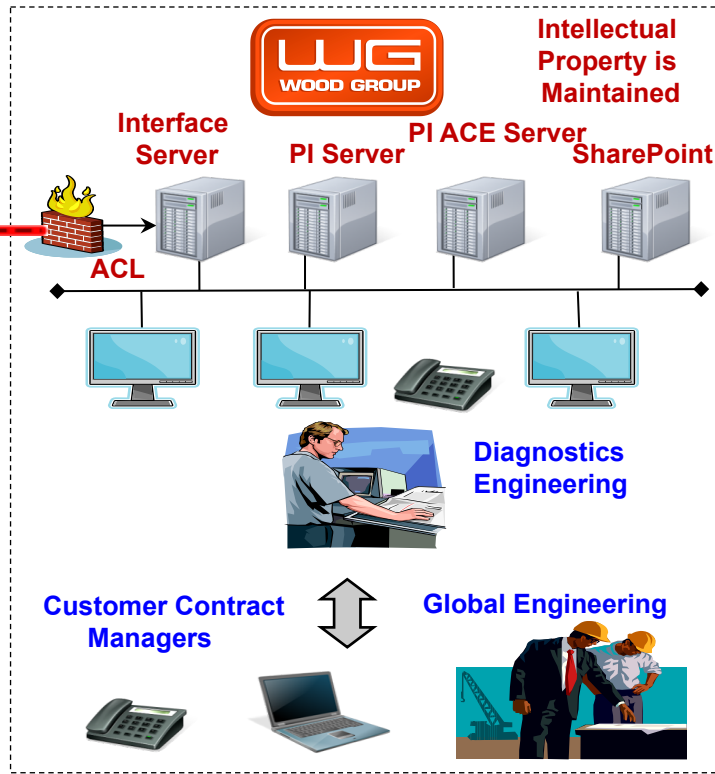 WG
WOOD GROUP
Intellectual
Property is
Maintained
Interface
Server
PI Server
PI ACE Server
SharePoint
ACL
Diagnostics
Engineering
Customer Contract
Managers
Global Engineering